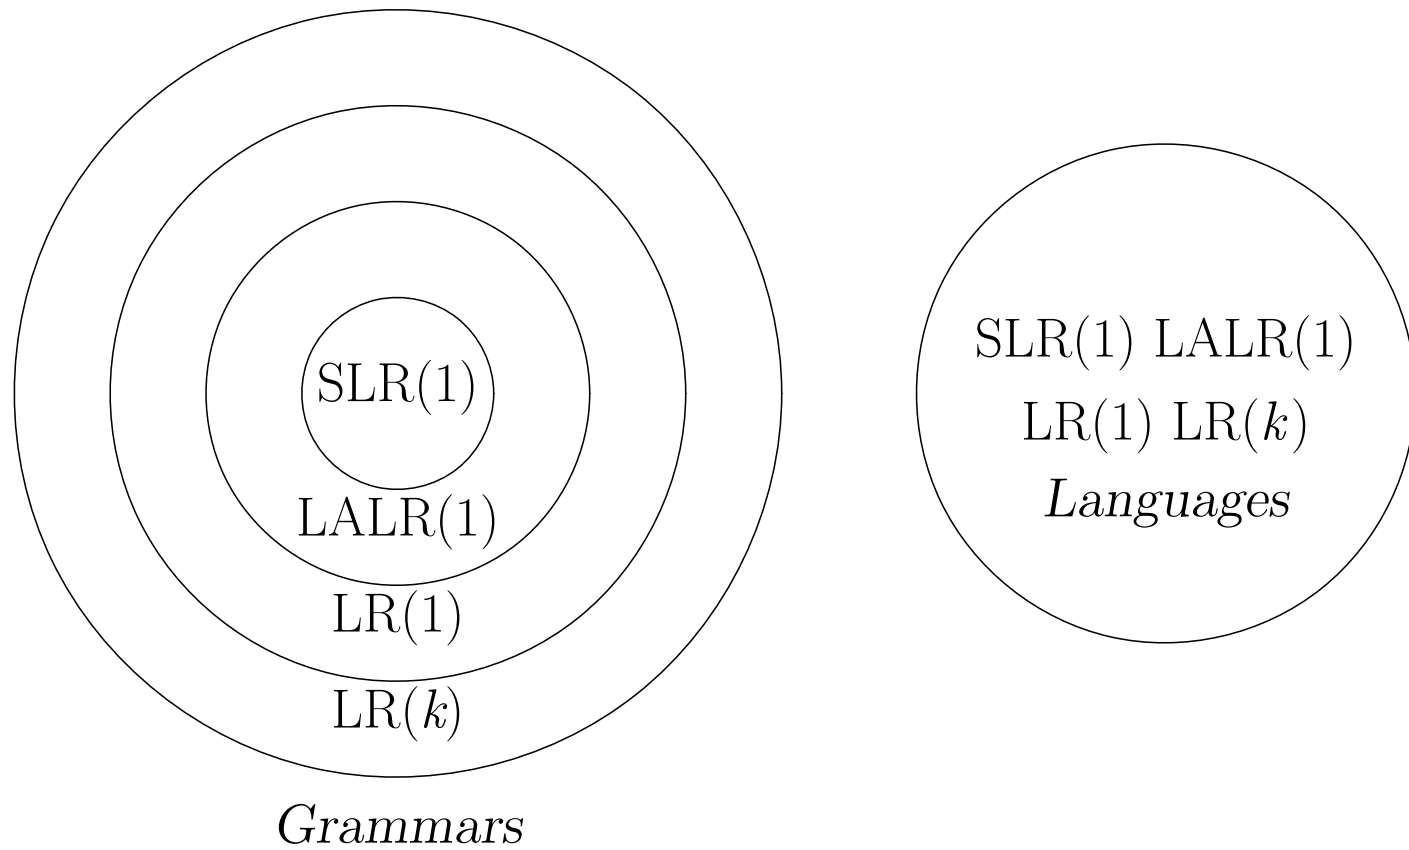 SLR(1)
LALR(1)
LR(1)
LR(k)
Grammars
SLR(1) LALR(1)
LR(1) LR(k)
Languages